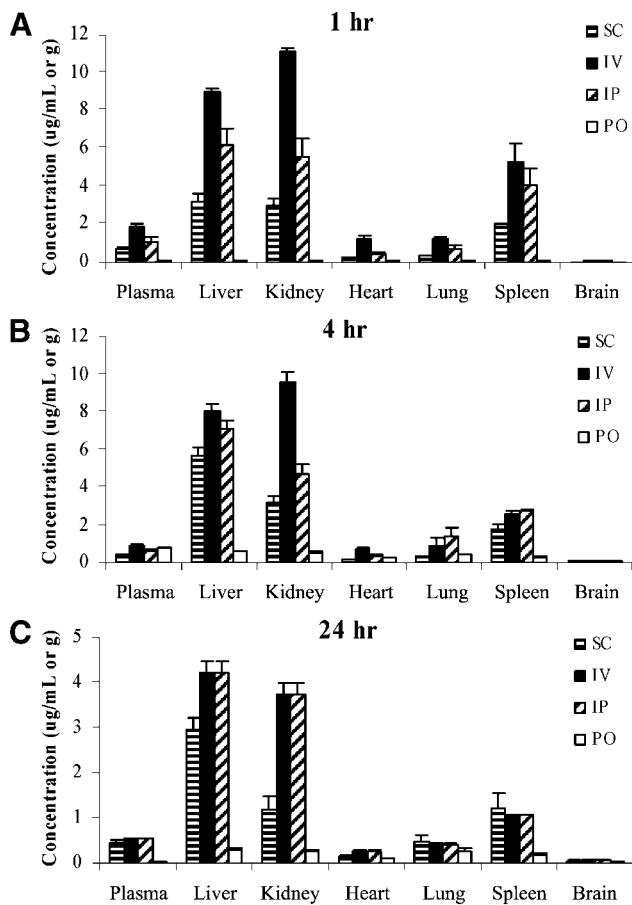 A
1 hr
Concentration (ug/mL or g)
12
10
8
6
4
2
0
SC
IV
IP
PO
Plasma Liver Kidney Heart Lung Spleen Brain
B
4 hr
Concentration (ug/mL or g)
12
10
8
6
4
2
0
SC
IV
IP
PO
Plasma Liver Kidney Heart Lung Spleen Brain
C
24 hr
Concentration (ug/mL or g)
5
4
3
2
1
0
SC
IV
IP
PO
Plasma Liver Kidney Heart Lung Spleen Brain